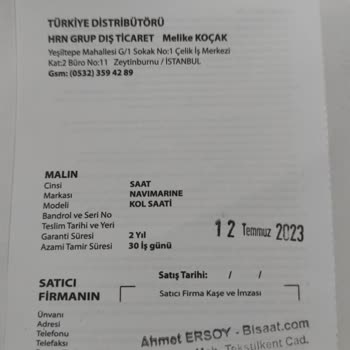 TÜRKİYE DİSTRİBÜTÖRÜ
HRN GRUP DIŞ TİCARET Melike KOÇAK
Yeşiltepe Mahallesi G/1 Sokak No:1 Çelik İş Merkezi
Kat:2 Büro No:11 Zeytinburnu / İSTANBUL
Gsm: (0532) 359 42 89
MALIN
Cinsi SAAT
Markası NAVIMARINE
Modeli KOL SAATİ
Bandrol ve Seri No
Teslim Tarihi ve Yeri 12 Temmuz 2023
Garanti Süresi 2 Yıl
Azami Tamir Süresi 30 İş günü
SATICI Satış Tarihi: / /
FİRMANIN Satıcı Firma Kaşe ve İmzası
Ünvanı
Adresi Ahmet ERSOY - Bisaat.com
Telefonu Tekstilkent Cad.
Telefaksı